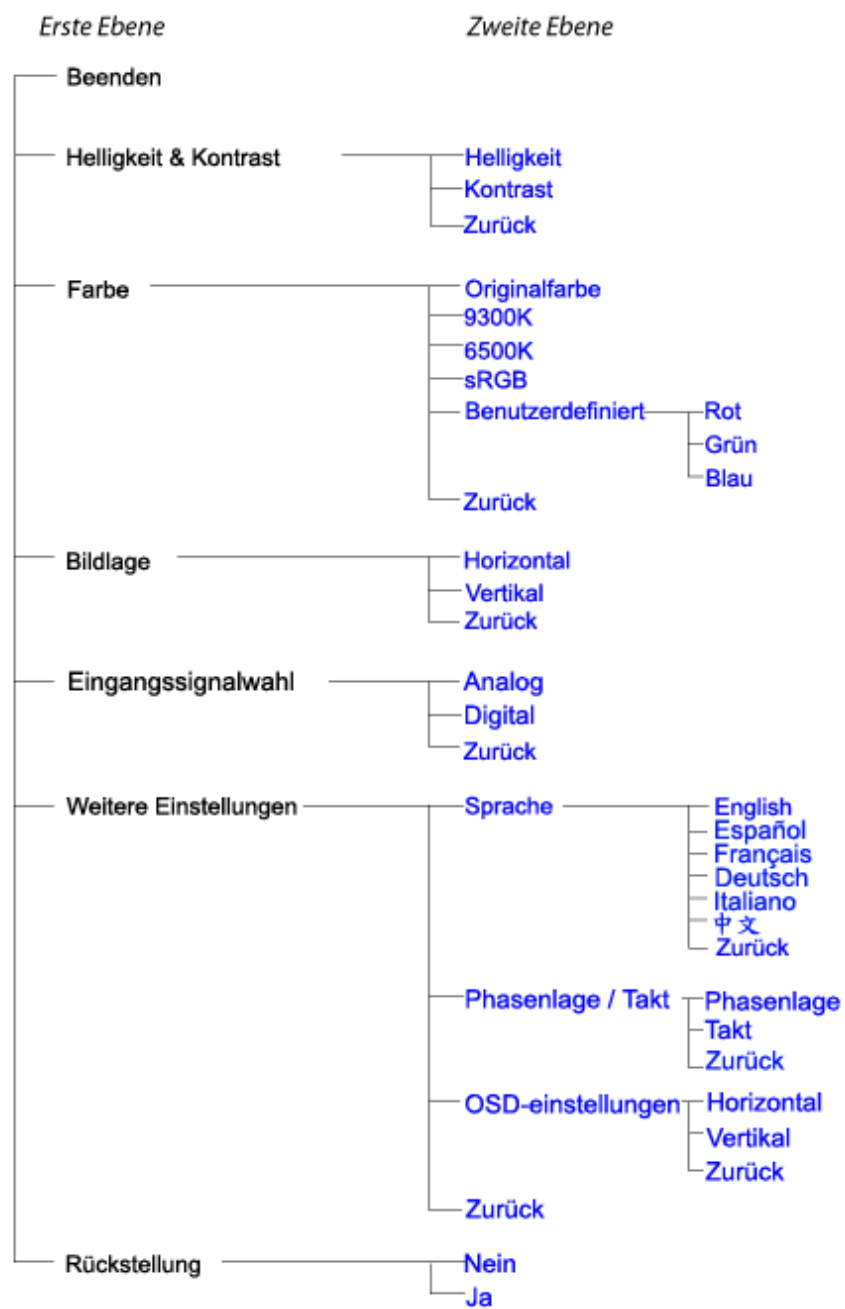 Erste Ebene Zweite Ebene
Beenden
Helligkeit & Kontrast Helligkeit
Kontrast
Zurück
Farbe Originalfarbe
9300K
6500K
sRGB
Benutzerdefiniert Rot
Grün
Blau
Zurück
Bildlage Horizontal
Vertikal
Zurück
Eingangssignalwahl Analog
Digital
Zurück
Weitere Einstellungen Sprache English
Español
Français
Deutsch
Italiano
中文
Zurück
Phasenlage / Takt Phasenlage
Takt
Zurück
OSD-einstellungen Horizontal
Vertikal
Zurück
Zurück
Rückstellung Nein
Ja